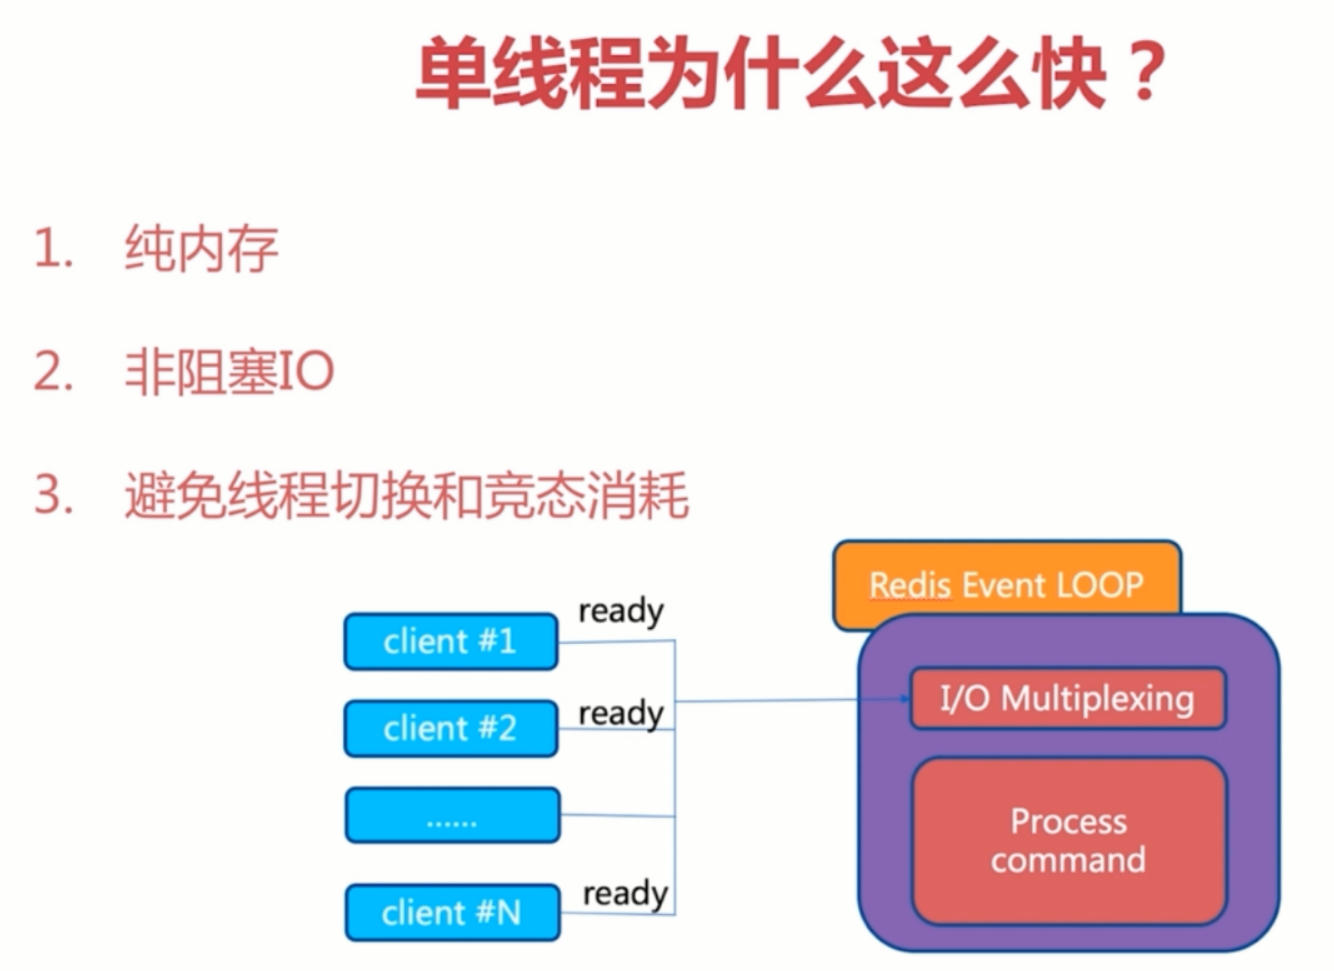 单线程为什么这么快？
1. 纯内存
2. 非阻塞IO
3. 避免线程切换和竞态消耗
Redis Event LOOP
ready
client #1
I/O Multiplexing
ready
client #2
......
Process
command
ready
client #N